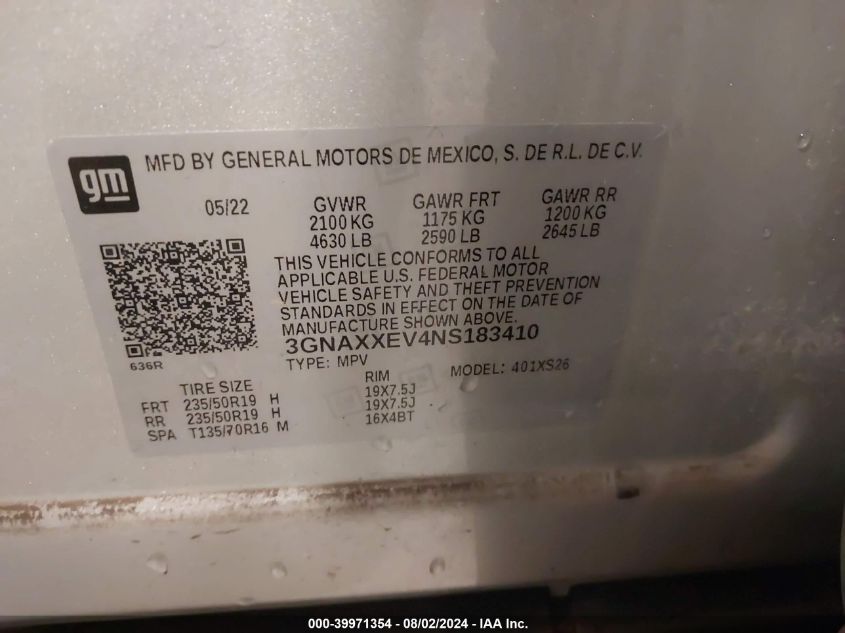 gm
MFD BY GENERAL MOTORS DE MEXICO, S. DE R.L. DE C.V.
05/22 GVWR GAWR FRT GAWR RR
2100 KG 1175 KG 1200 KG
4630 LB 2590 LB 2645 LB
THIS VEHICLE CONFORMS TO ALL
APPLICABLE U.S. FEDERAL MOTOR
VEHICLE SAFETY AND THEFT PREVENTION
STANDARDS IN EFFECT ON THE DATE OF
MANUFACTURE SHOWN ABOVE.
3GNAXXEV4NS183410
636R
TYPE: MPV MODEL: 401XS26
TIRE SIZE RIM
FRT 235/50R19 H 19X7.5J
RR 235/50R19 H 19X7.5J
SPA T135/70R16 M 16X4BT
000-39971354 - 08/02/2024 - IAA Inc.